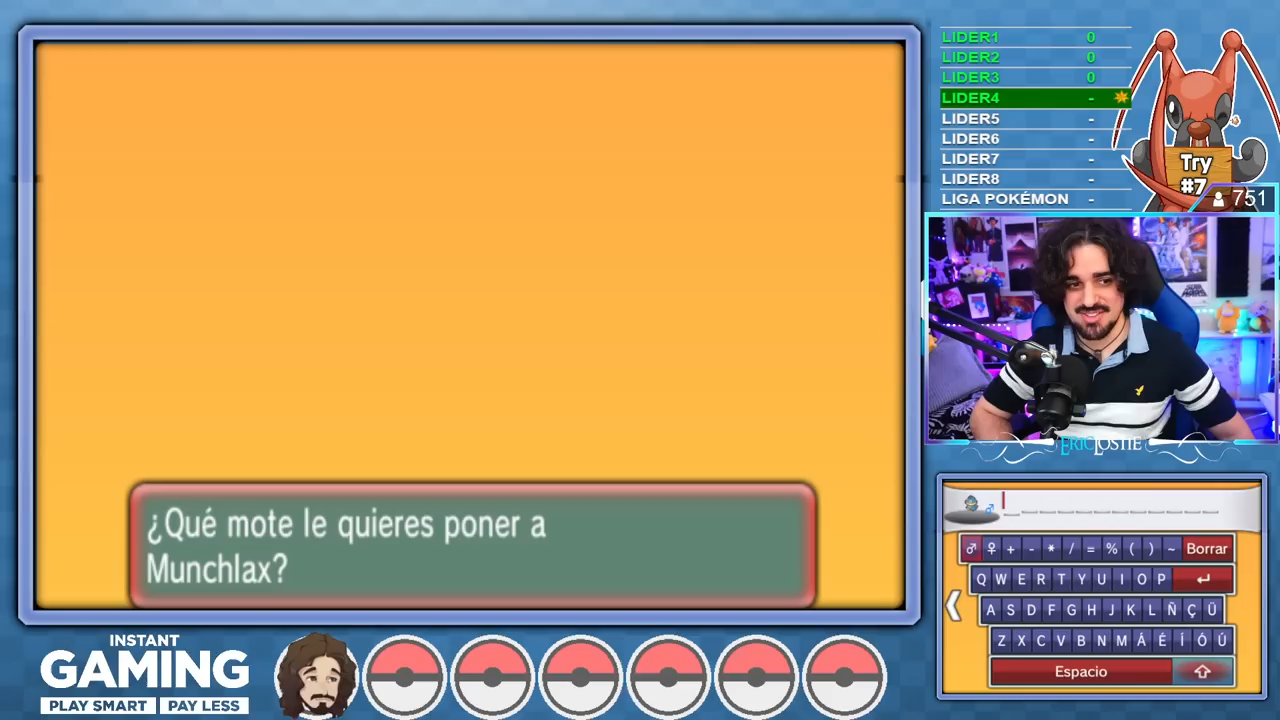 LIDER1 0
LIDER2 0
LIDER3 0
LIDER4 -
LIDER5 -
LIDER6 -
LIDER7 -
LIDER8 -
LIGA POKÉMON -
Try
#7
751
ERICLOSTIE
¿Qué mote le quieres poner a
Munchlax?
♂ ♀ + - * / = % ( ) ~ Borrar
Q W E R T Y U I O P
A S D F G H J K L Ñ Ç Ü
Z X C V B N M Á É Í Ó Ú
Espacio
INSTANT
GAMING
PLAY SMART PAY LESS